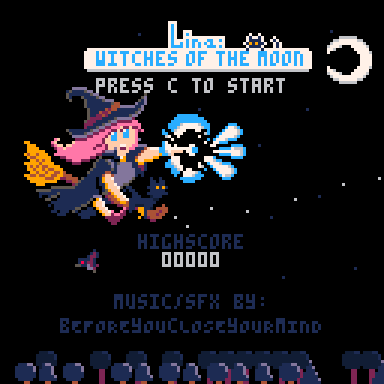 Lina:
WITCHES OF THE MOON
PRESS C TO START
HIGHSCORE
00000
MUSIC/SFX BY:
BeforeYouCloseYourMind